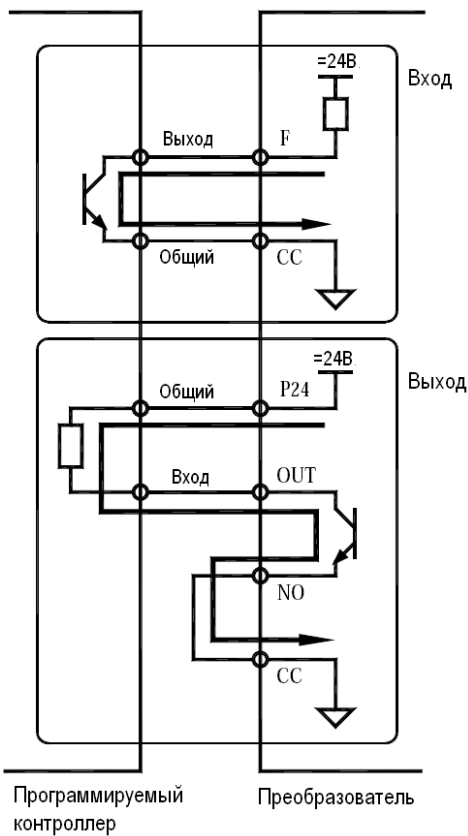 =24В
Вход
Выход
F
Общий
CC
=24В
Общий
P24
Выход
Вход
OUT
NO
CC
Программируемый
контроллер
Преобразователь